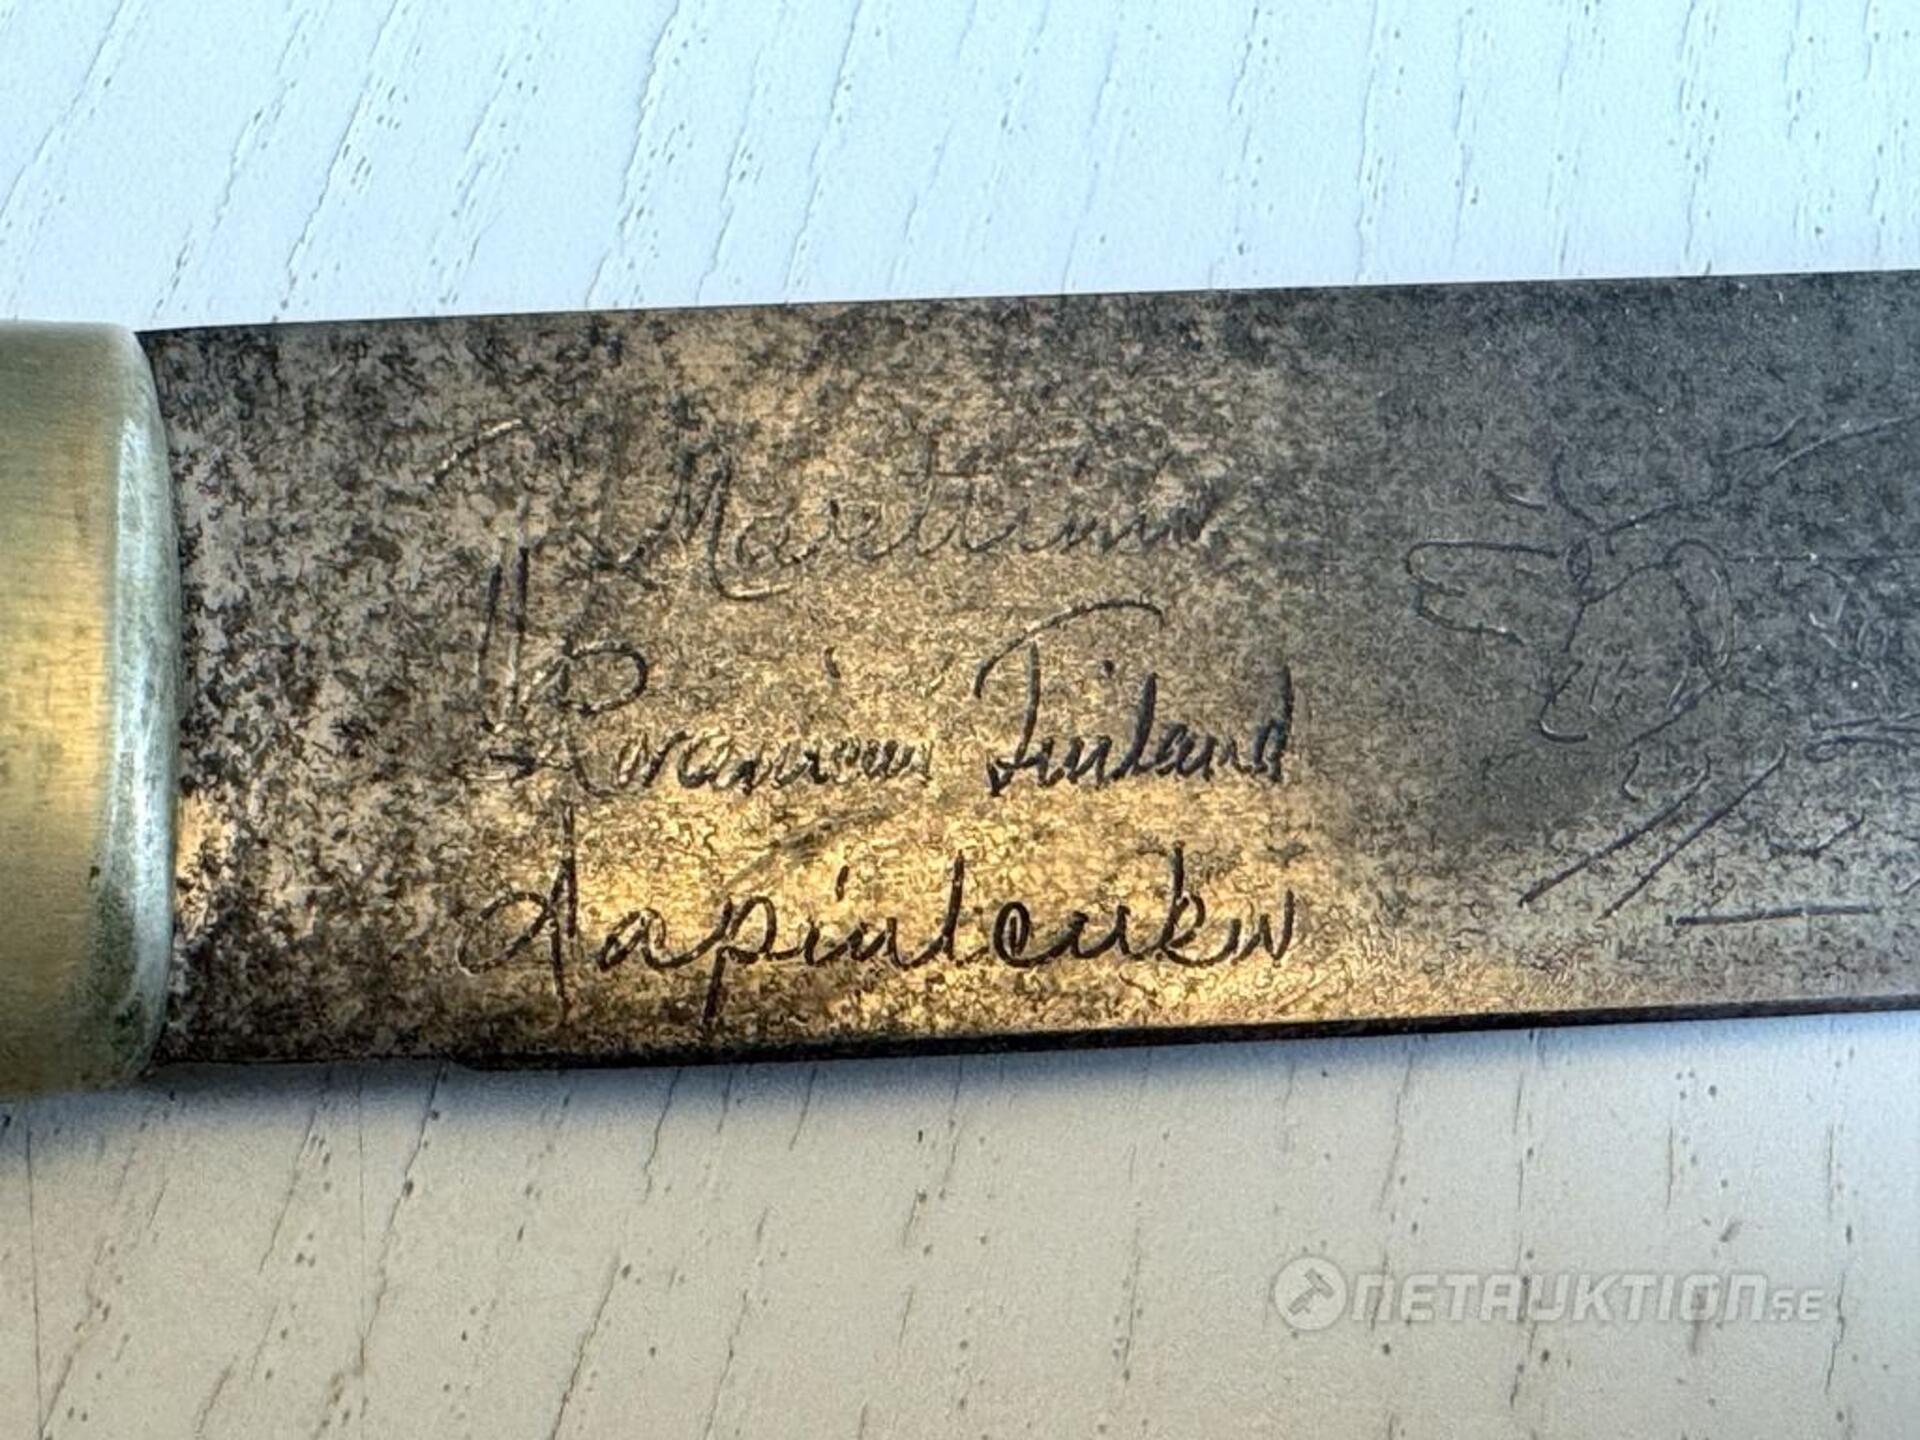 J. Marttiini
Rovaniemi Finland
Lapinleuku
NETAUKTION.SE